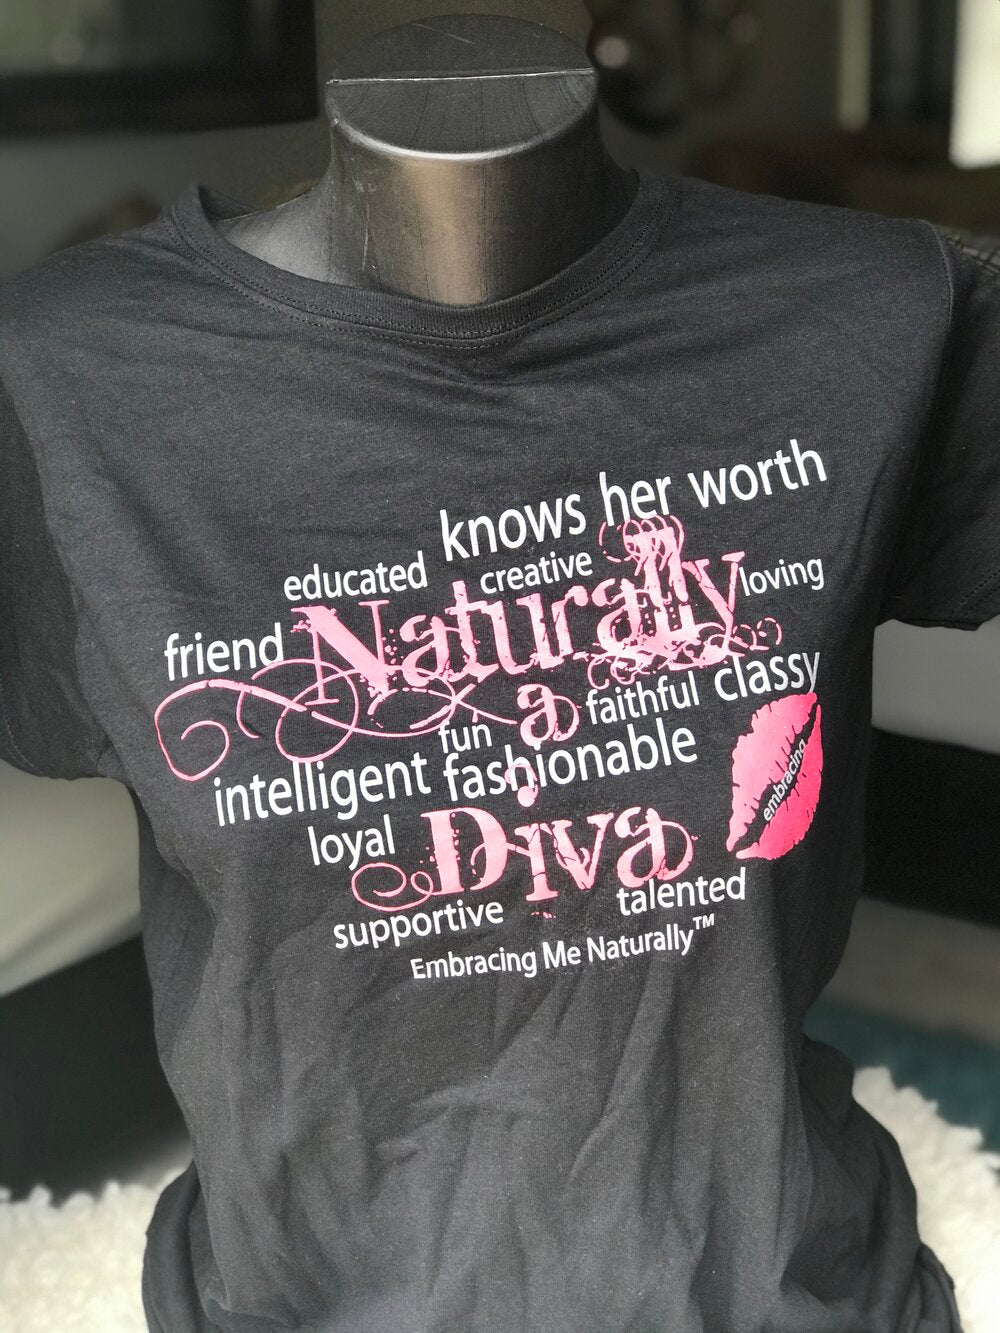 knows her worth
educated creative
Naturally loving
friend
faithful classy
a
fun
intelligent fashionable
embracing
loyal
Diva
supportive talented
Embracing Me Naturally™